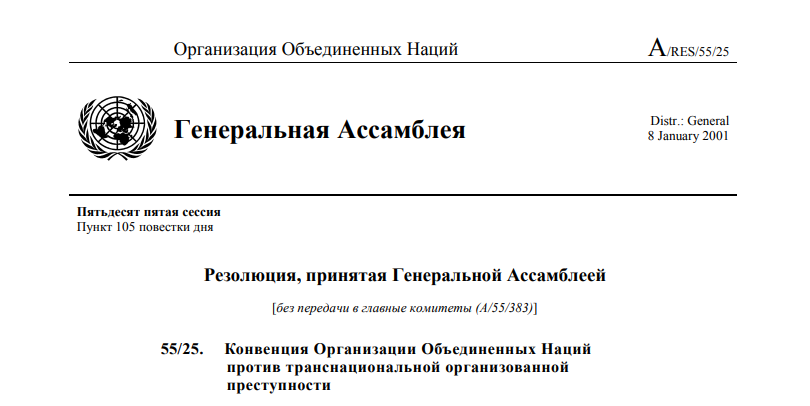 Организация Объединенных Наций A/RES/55/25
Генеральная Ассамблея
Distr.: General
8 January 2001
Пятьдесят пятая сессия
Пункт 105 повестки дня
Резолюция, принятая Генеральной Ассамблеей
[без передачи в главные комитеты (A/55/383)]
55/25. Конвенция Организации Объединенных Наций
против транснациональной организованной
преступности